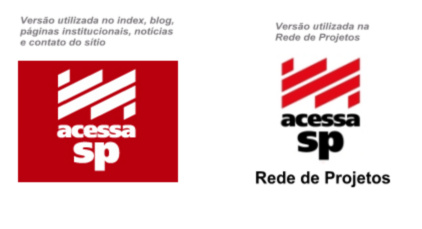 Versão utilizada no index, blog,
páginas institucionais, notícias
e contato do sítio
acessa
sp
Versão utilizada na
Rede de Projetos
acessa
sp
Rede de Projetos